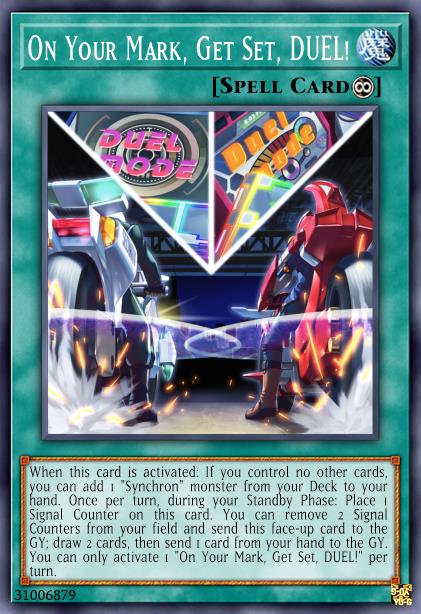 On Your Mark, Get Set, DUEL!
魔
[Spell Card]
DUEL
MODE
Duel
Mode
When this card is activated: If you control no other cards,
you can add 1 "Synchron" monster from your Deck to your
hand. Once per turn, during your Standby Phase: Place 1
Signal Counter on this card. You can remove 2 Signal
Counters from your field and send this face-up card to the
GY; draw 2 cards, then send 1 card from your hand to the GY.
You can only activate 1 "On Your Mark, Get Set, DUEL!" per
turn.
31006879